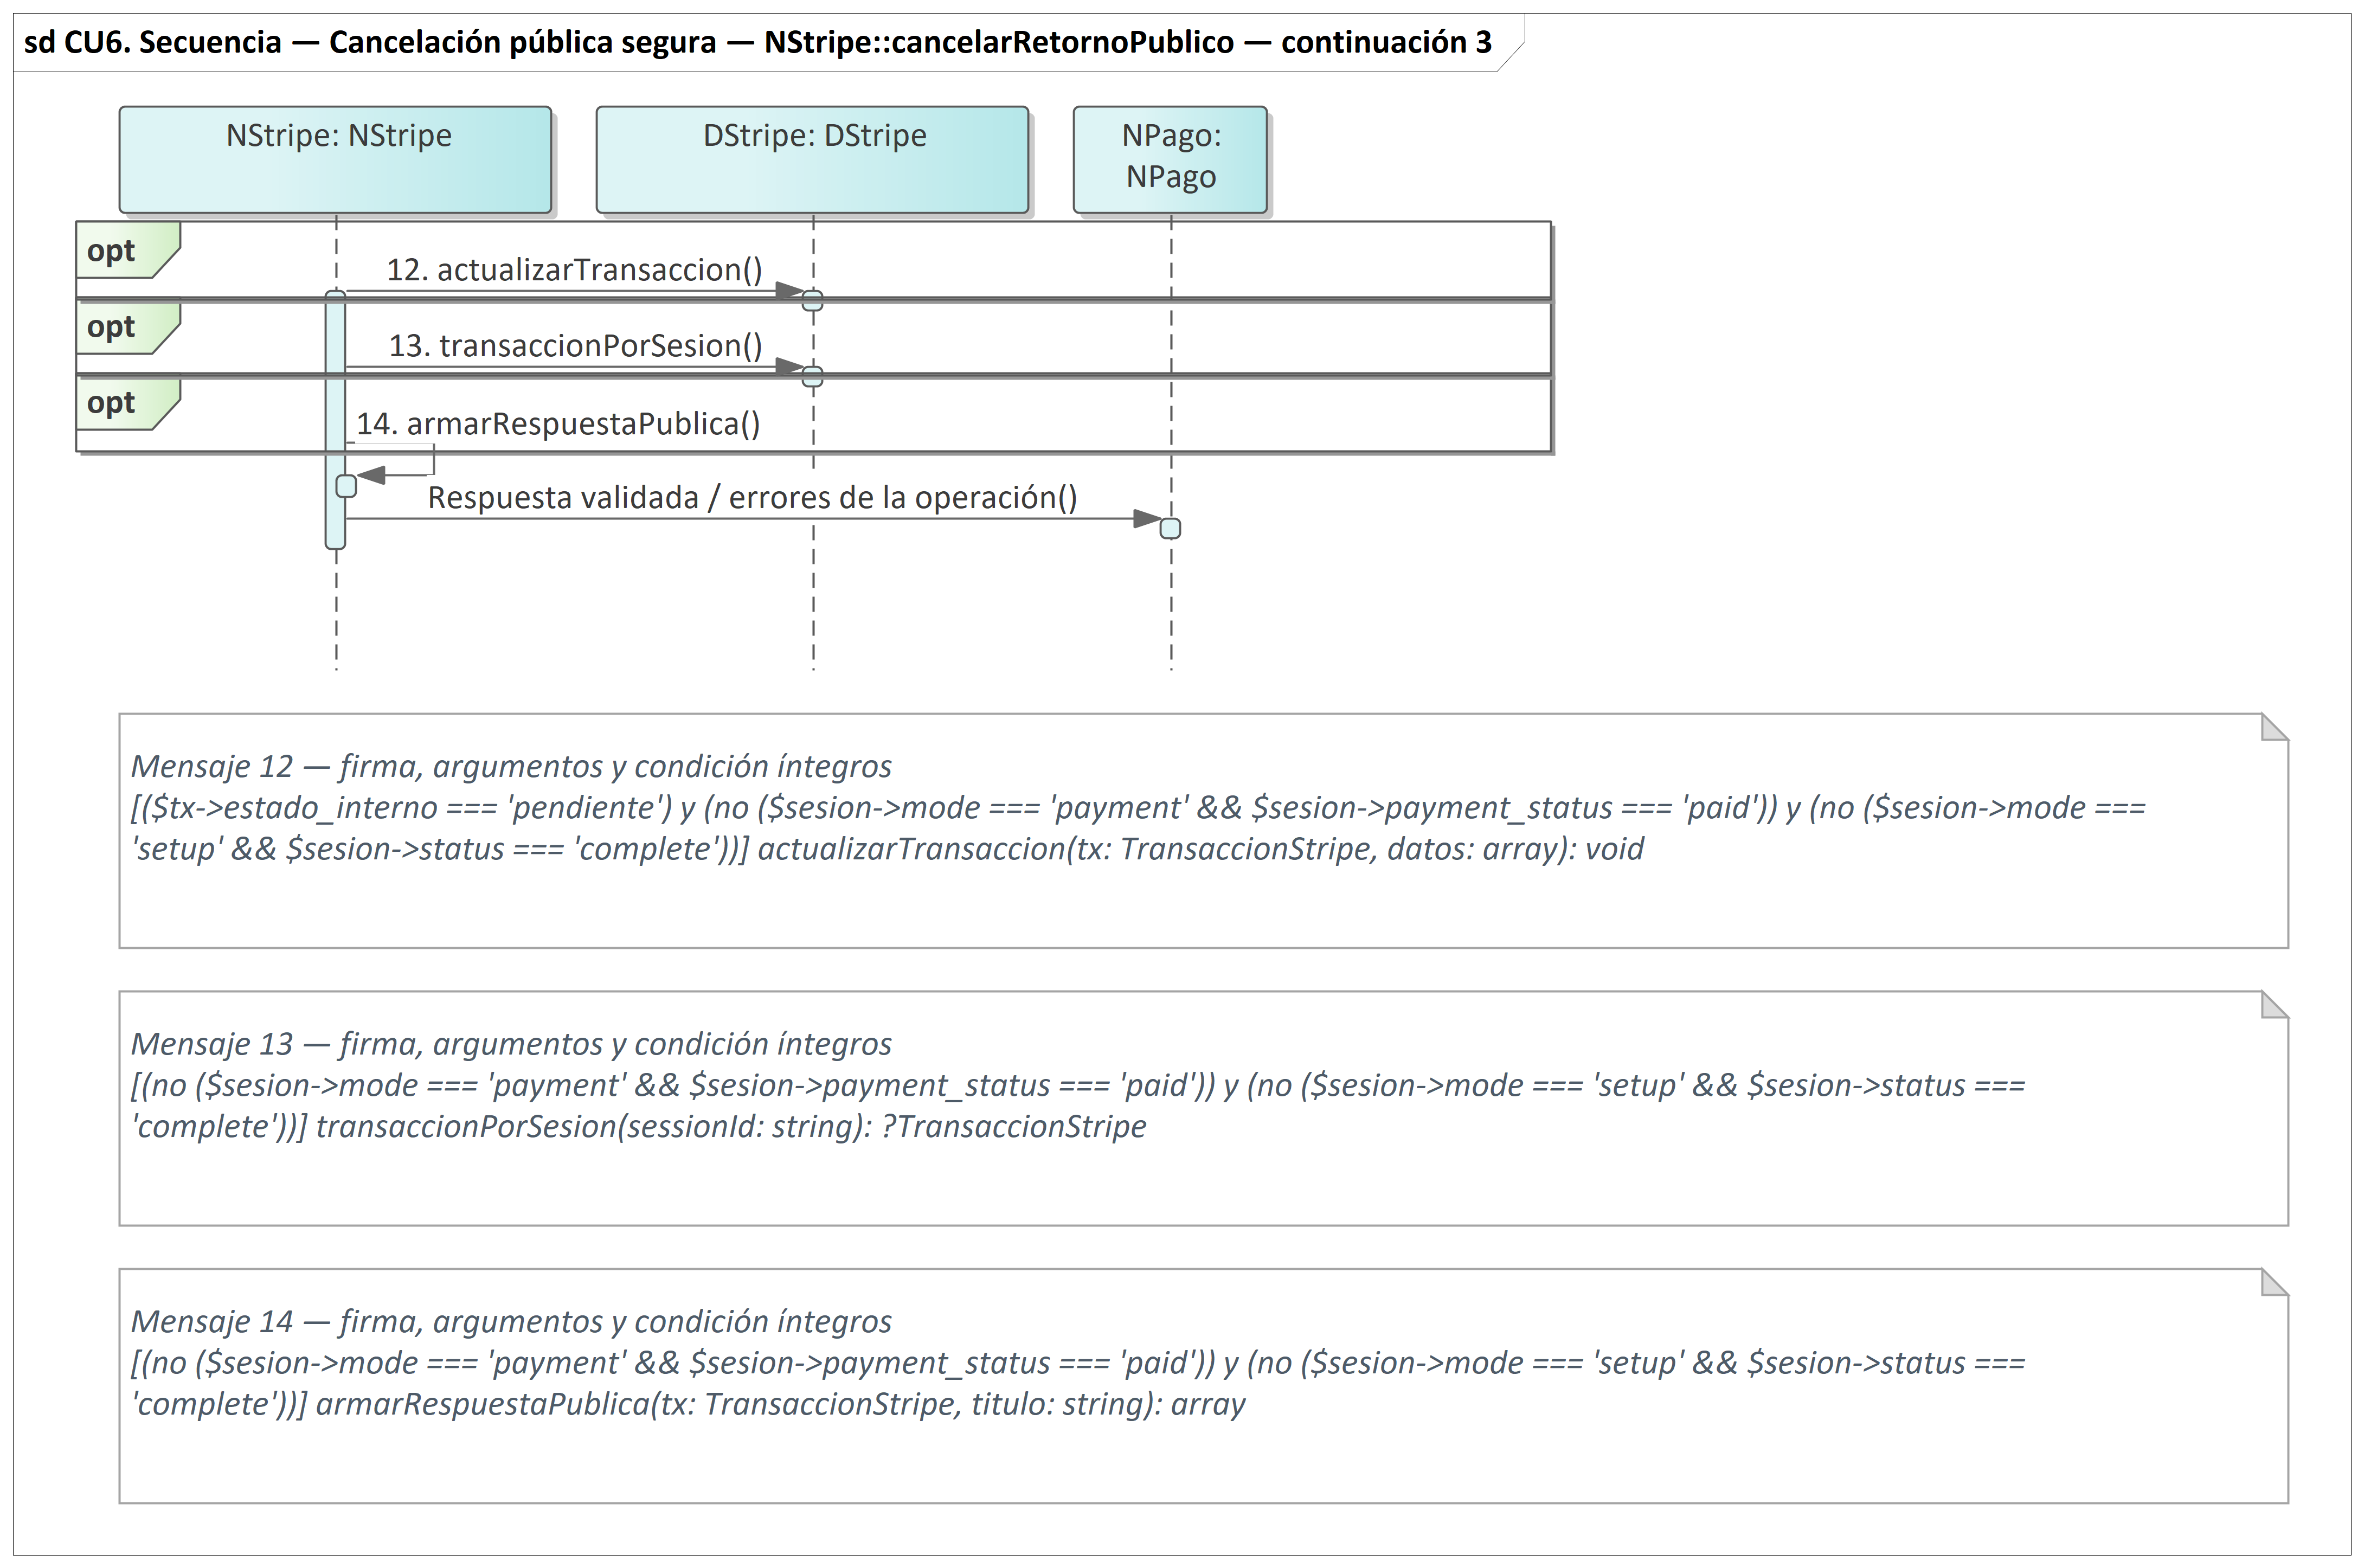 sd CU6. Secuencia — Cancelación pública segura — NStripe::cancelarRetornoPublico — continuación 3
NStripe: NStripe
DStripe: DStripe
NPago:
NPago
opt
12. actualizarTransaccion()
opt
13. transaccionPorSesion()
opt
14. armarRespuestaPublica()
Respuesta validada / errores de la operación()
Mensaje 12 — firma, argumentos y condición íntegros
[($tx->estado_interno === 'pendiente') y (no ($sesion->mode === 'payment' && $sesion->payment_status === 'paid')) y (no ($sesion->mode ===
'setup' && $sesion->status === 'complete'))] actualizarTransaccion(tx: TransaccionStripe, datos: array): void
Mensaje 13 — firma, argumentos y condición íntegros
[(no ($sesion->mode === 'payment' && $sesion->payment_status === 'paid')) y (no ($sesion->mode === 'setup' && $sesion->status ===
'complete'))] transaccionPorSesion(sessionId: string): ?TransaccionStripe
Mensaje 14 — firma, argumentos y condición íntegros
[(no ($sesion->mode === 'payment' && $sesion->payment_status === 'paid')) y (no ($sesion->mode === 'setup' && $sesion->status ===
'complete'))] armarRespuestaPublica(tx: TransaccionStripe, titulo: string): array